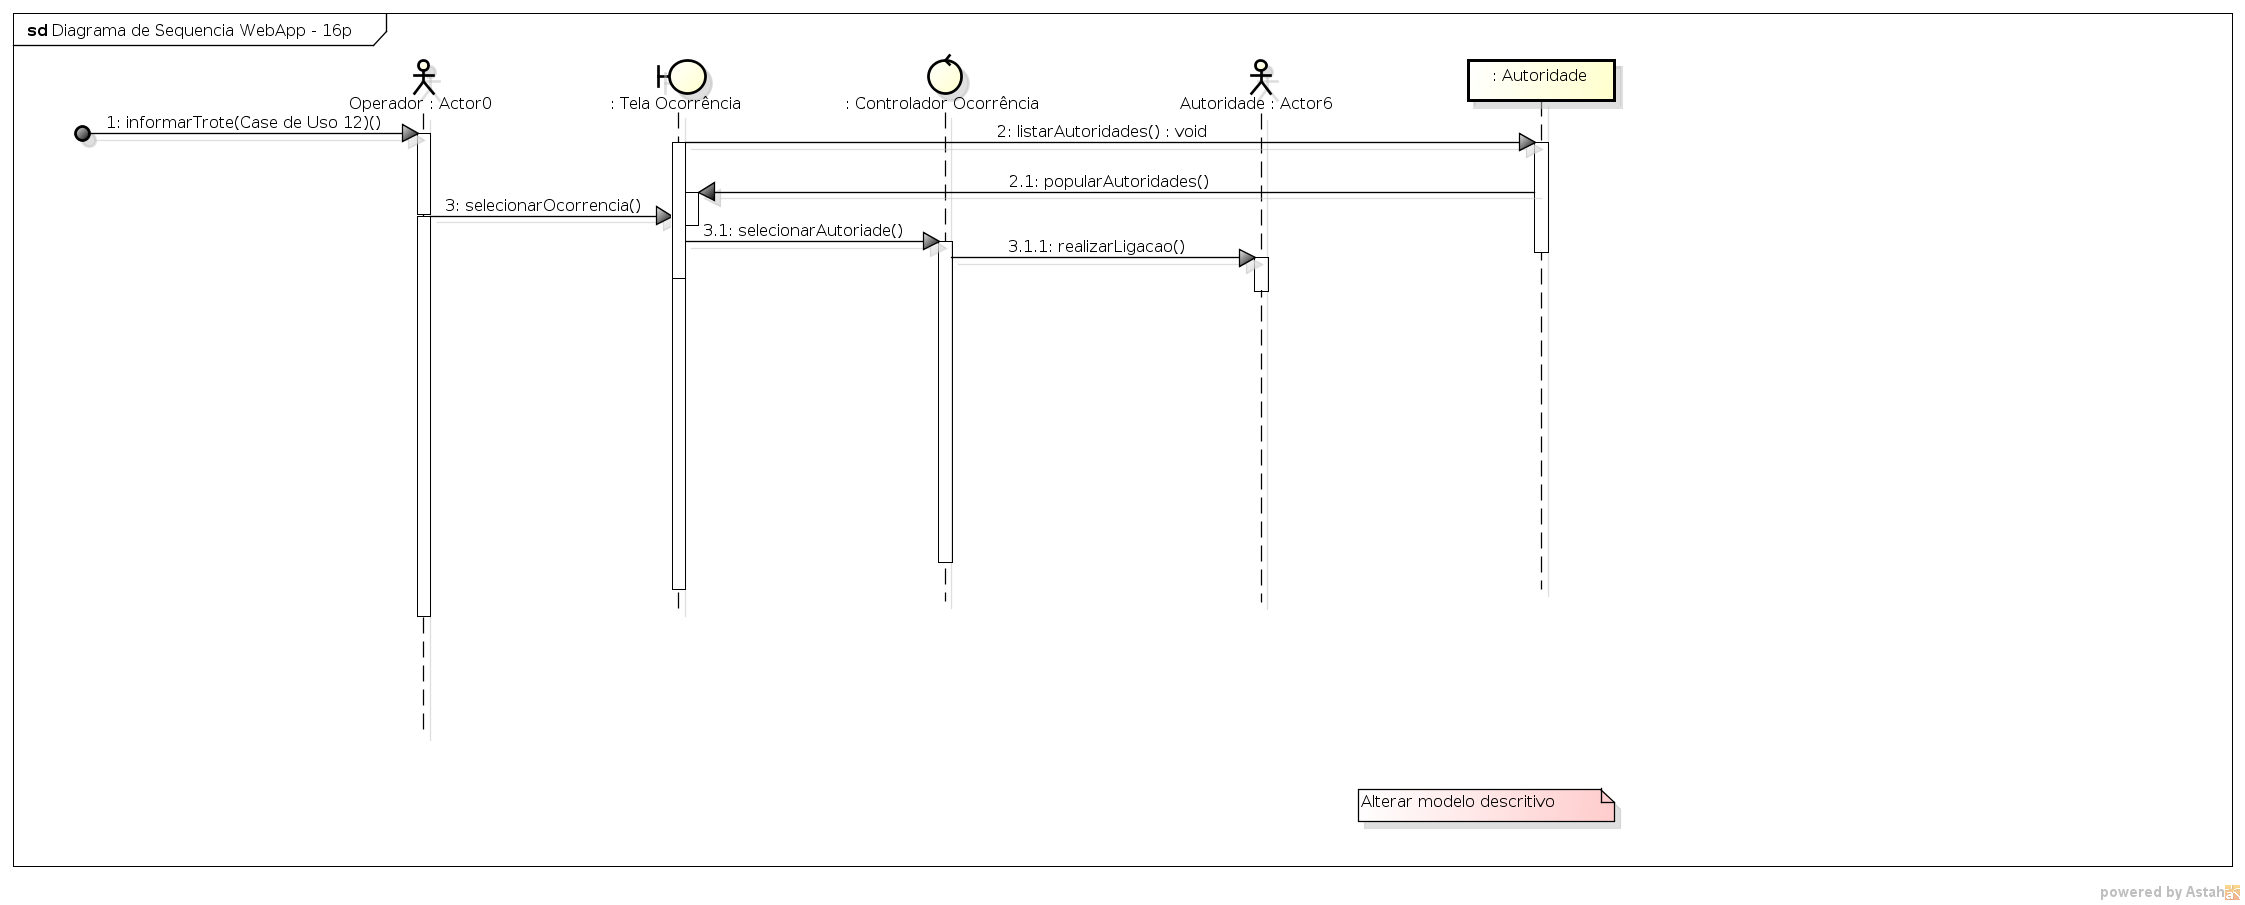 sd Diagrama de Sequencia WebApp - 16p
Operador : Actor0
: Tela Ocorrência
: Controlador Ocorrência
Autoridade : Actor6
: Autoridade
1: informarTrote(Case de Uso 12)()
2: listarAutoridades() : void
2.1: popularAutoridades()
3: selecionarOcorrencia()
3.1: selecionarAutoriade()
3.1.1: realizarLigacao()
Alterar modelo descritivo
powered by Astah